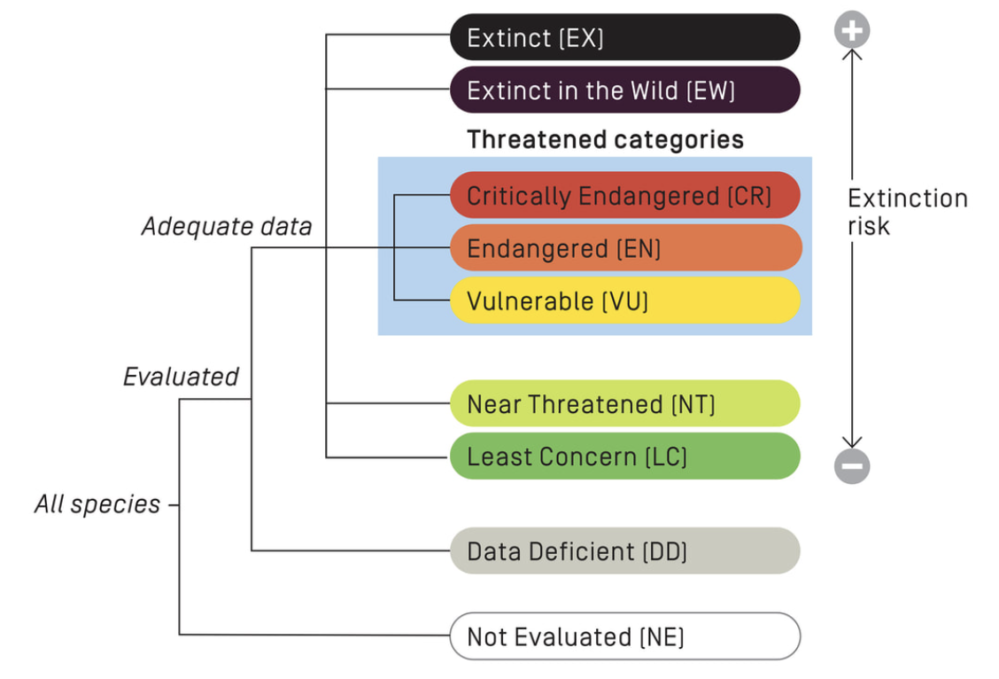 Extinct (EX)
Extinct in the Wild (EW)
Threatened categories
Critically Endangered (CR)
Extinction
risk
Adequate data
Endangered (EN)
Vulnerable (VU)
Evaluated
Near Threatened (NT)
Least Concern (LC)
All species
Data Deficient (DD)
Not Evaluated (NE)